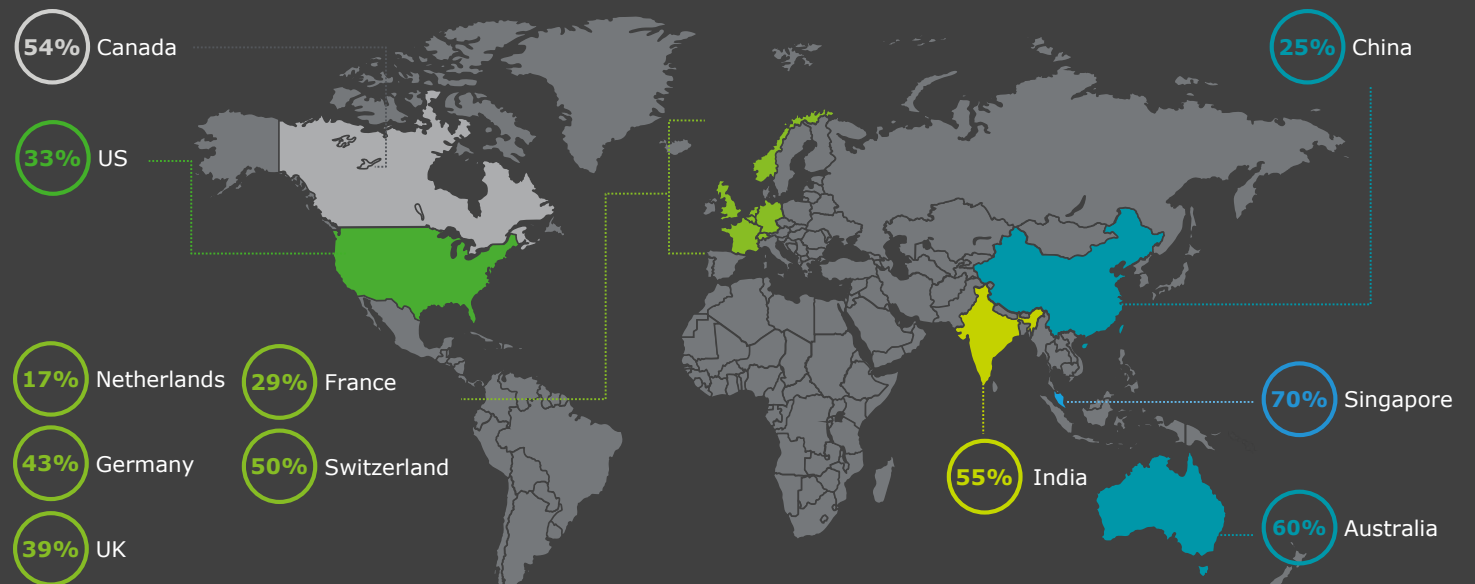 54% Canada
25% China
33% US
17% Netherlands
29% France
70% Singapore
43% Germany
50% Switzerland
55% India
60% Australia
39% UK